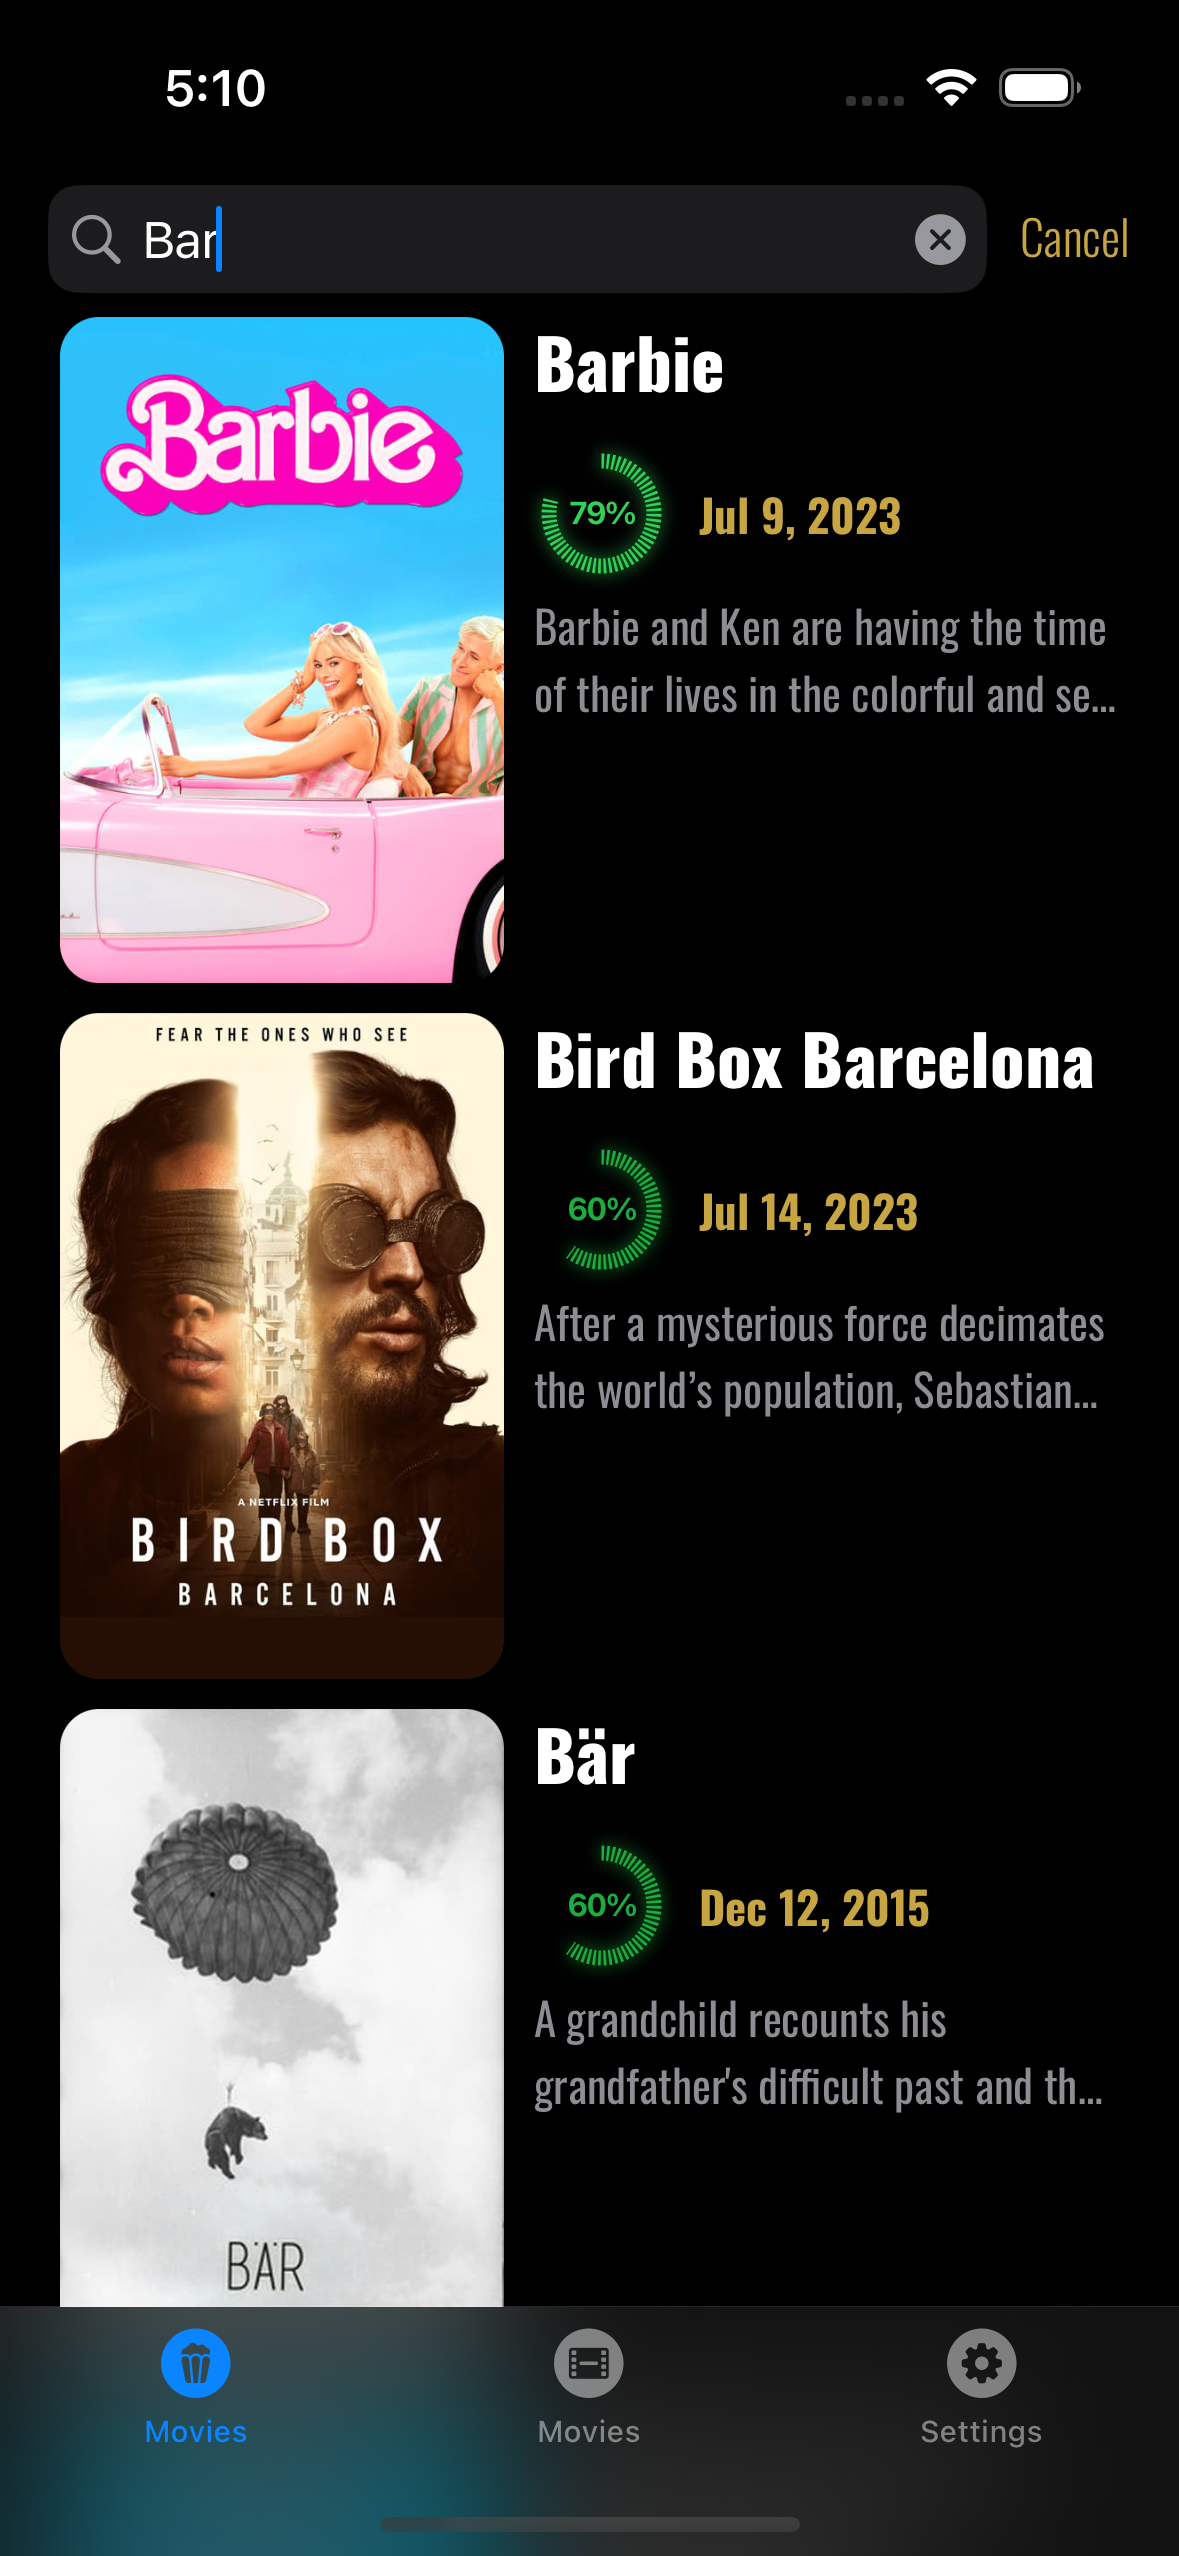 5:10
Bar
Cancel
Barbie
Barbie
79%
Jul 9, 2023
Barbie and Ken are having the time
of their lives in the colorful and se...
FEAR THE ONES WHO SEE
A NETFLIX FILM
BIRD BOX
BARCELONA
Bird Box Barcelona
60%
Jul 14, 2023
After a mysterious force decimates
the world’s population, Sebastian...
BÄR
Bär
60%
Dec 12, 2015
A grandchild recounts his
grandfather's difficult past and th...
Movies
Movies
Settings